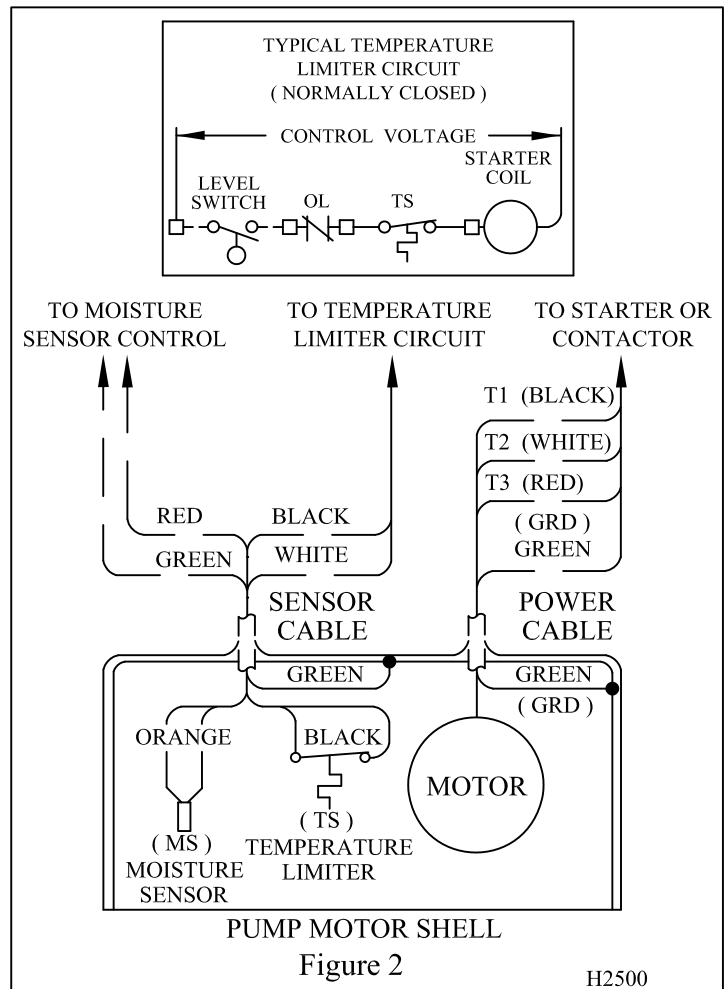 TYPICAL TEMPERATURE
LIMITER CIRCUIT
( NORMALLY CLOSED )
CONTROL VOLTAGE
STARTER
COIL
LEVEL
SWITCH
OL
TS
TO MOISTURE
SENSOR CONTROL
TO TEMPERATURE
LIMITER CIRCUIT
TO STARTER OR
CONTACTOR
T1 (BLACK)
T2 (WHITE)
T3 (RED)
( GRD )
GREEN
RED
GREEN
BLACK
WHITE
SENSOR
CABLE
POWER
CABLE
GREEN
GREEN
( GRD )
ORANGE
BLACK
MOTOR
( MS )
MOISTURE
SENSOR
( TS )
TEMPERATURE
LIMITER
PUMP MOTOR SHELL
Figure 2
H2500